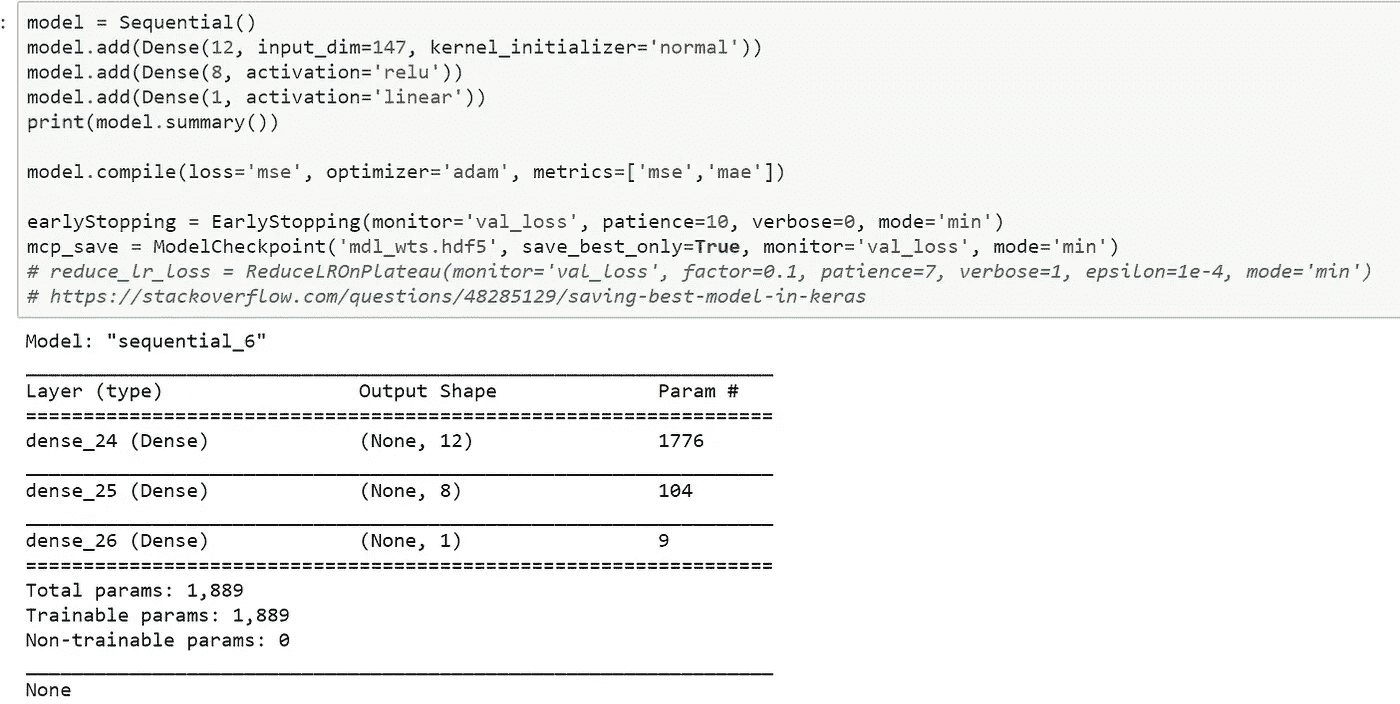 :
model = Sequential()
model.add(Dense(12, input_dim=147, kernel_initializer='normal'))
model.add(Dense(8, activation='relu'))
model.add(Dense(1, activation='linear'))
print(model.summary())
model.compile(loss='mse', optimizer='adam', metrics=['mse','mae'])
earlyStopping = EarlyStopping(monitor='val_loss', patience=10, verbose=0, mode='min')
mcp_save = ModelCheckpoint('mdl_wts.hdf5', save_best_only=True, monitor='val_loss', mode='min')
# reduce_lr_loss = ReduceLROnPlateau(monitor='val_loss', factor=0.1, patience=7, verbose=1, epsilon=1e-4, mode='min')
# https://stackoverflow.com/questions/48285129/saving-best-model-in-keras
Model: "sequential_6"
_________________________________________________________________
Layer (type)                 Output Shape              Param #
=================================================================
dense_24 (Dense)             (None, 12)                1776
_________________________________________________________________
dense_25 (Dense)             (None, 8)                 104
_________________________________________________________________
dense_26 (Dense)             (None, 1)                 9
=================================================================
Total params: 1,889
Trainable params: 1,889
Non-trainable params: 0
_________________________________________________________________
None